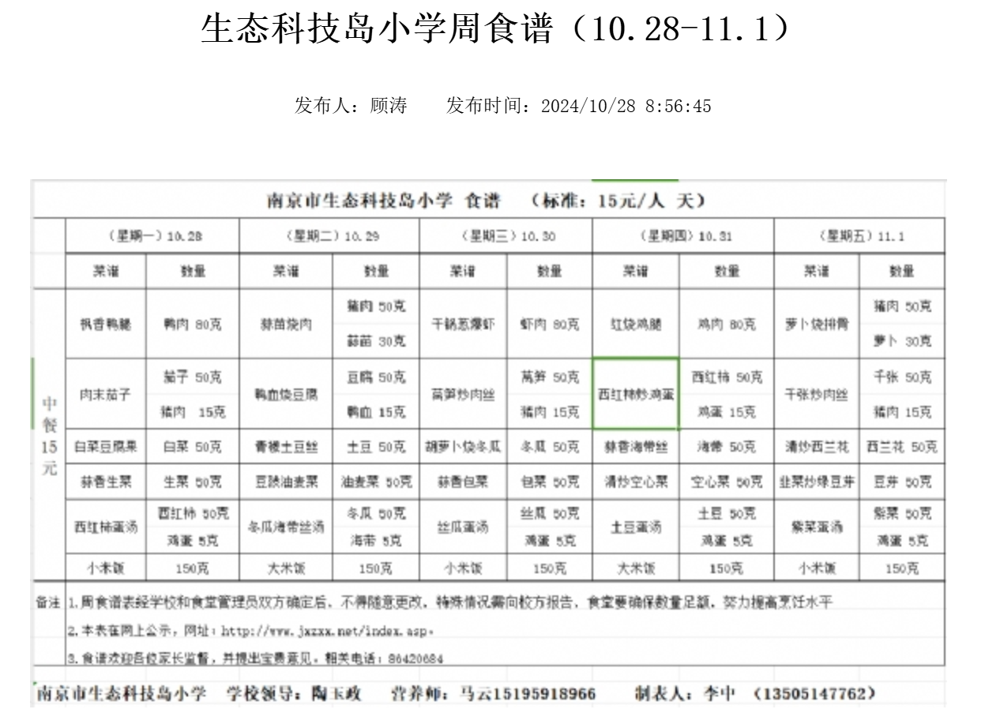 生态科技岛小学周食谱（10.28-11.1）
发布人：顾涛 发布时间：2024/10/28 8:56:45
南京市生态科技岛小学 食谱 （标准：15元/人 天）
（星期一）10.28 （星期二）10.29 （星期三）10.30 （星期四）10.31 （星期五）11.1
菜谱 数量 菜谱 数量 菜谱 数量 菜谱 数量 菜谱 数量
中餐15元
枫香鸭腿 鸭肉 80克 蒜苗烧肉 猪肉 50克 蒜苗 30克 干锅葱爆虾 虾肉 80克 红烧鸡腿 鸡肉 80克 萝卜烧排骨 猪肉 50克 萝卜 30克
肉末茄子 茄子 50克 猪肉 15克 鸭血烧豆腐 豆腐 50克 鸭血 15克 莴笋炒肉丝 莴笋 50克 猪肉 15克 西红柿炒鸡蛋 西红柿 50克 鸡蛋 15克 千张炒肉丝 千张 50克 猪肉 15克
白菜豆腐果 白菜 50克 青椒土豆丝 土豆 50克 胡萝卜烧冬瓜 冬瓜 50克 蒜香海带丝 海带 50克 清炒西兰花 西兰花 50克
蒜香生菜 生菜 50克 豆豉油麦菜 油麦菜 50克 蒜香包菜 包菜 50克 清炒空心菜 空心菜 50克 韭菜炒绿豆芽 豆芽 50克
西红柿蛋汤 西红柿 50克 鸡蛋 5克 冬瓜海带丝汤 冬瓜 50克 海带 5克 丝瓜蛋汤 丝瓜 50克 鸡蛋 5克 土豆蛋汤 土豆 50克 鸡蛋 5克 紫菜蛋汤 紫菜 50克 鸡蛋 5克
小米饭 150克 大米饭 150克 小米饭 150克 大米饭 150克 小米饭 150克
备注 1.周食谱表经学校和食堂管理员双方确定后、不得随意更改、特殊情况需向校方报告、食堂要确保数量足额、努力提高烹饪水平
2.本表在网上公示，网址：http://www.jxzxx.net/index.asp。
3.食谱欢迎各位家长监督，并提出宝贵意见。相关电话：86420684
南京市生态科技岛小学 学校领导：陶玉政 营养师：马云15195918966 制表人：李中 （13505147762）